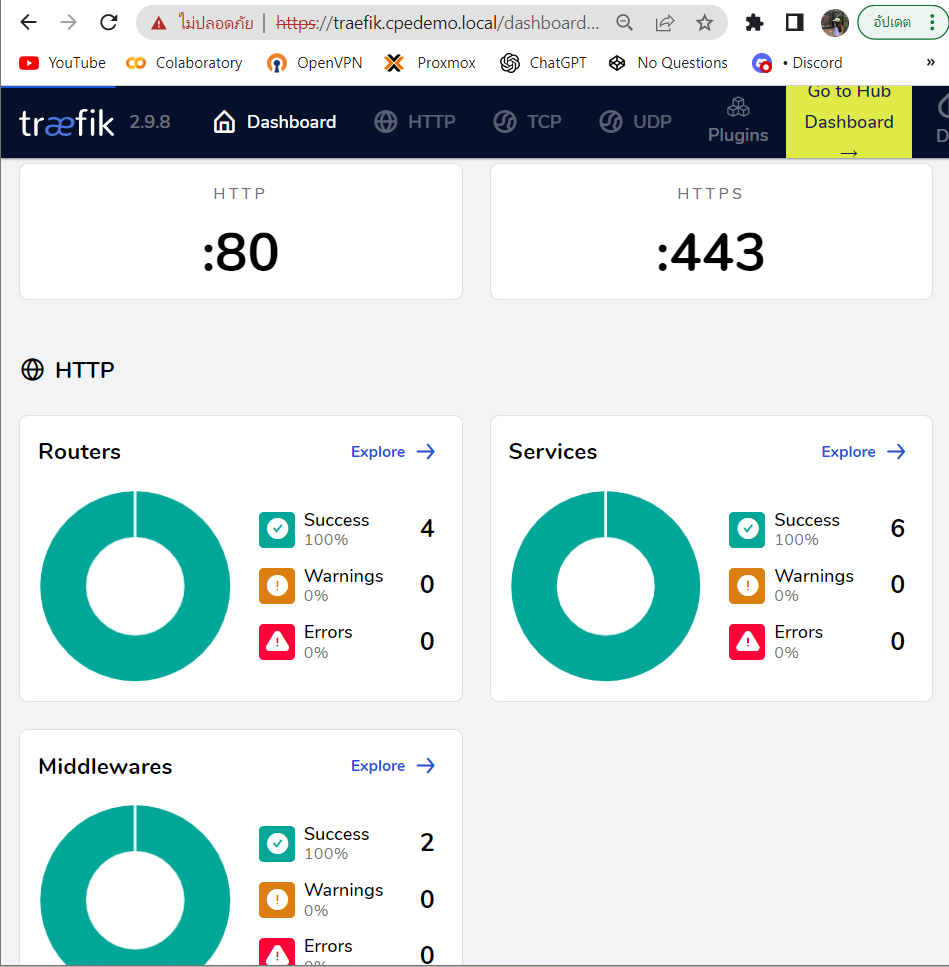 ไม่ปลอดภัย | https://traefik.cpedemo.local/dashboard...
อัปเดต
YouTube Colaboratory OpenVPN Proxmox ChatGPT No Questions • Discord »
træfik 2.9.8 Dashboard HTTP TCP UDP
Plugins
Go to Hub
Dashboard
→
D
HTTP
:80
HTTPS
:443
HTTP
Routers Explore →
Success 4
100%
Warnings 0
0%
Errors 0
0%
Services Explore →
Success 6
100%
Warnings 0
0%
Errors 0
0%
Middlewares Explore →
Success 2
100%
Warnings 0
0%
Errors 0
0%